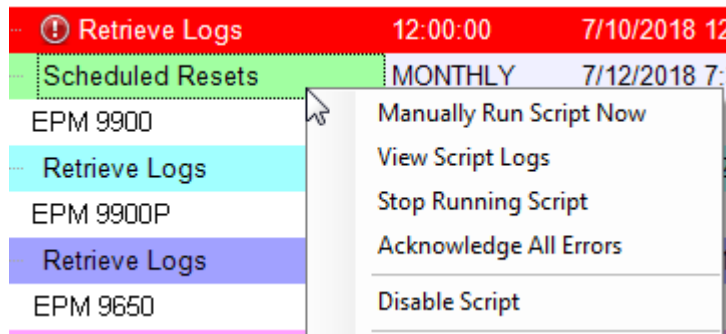 Retrieve Logs 12:00:00 7/10/2018 12
Scheduled Resets MONTHLY 7/12/2018 7:
EPM 9900
Retrieve Logs
EPM 9900P
Retrieve Logs
EPM 9650
Manually Run Script Now
View Script Logs
Stop Running Script
Acknowledge All Errors
Disable Script